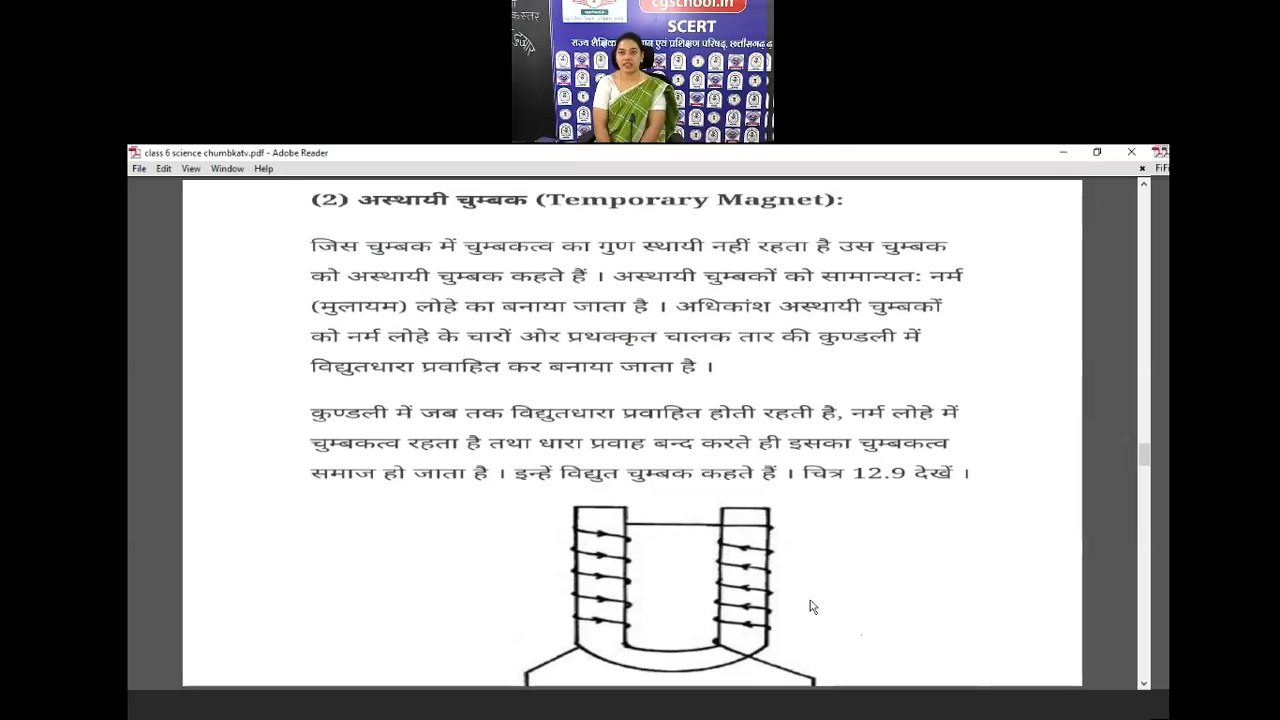 cgschool.in
कस्तर
SCERT
class 6 science chumbkatv.pdf - Adobe Reader
File Edit View Window Help
(2) अस्थायी चुम्बक (Temporary Magnet):
जिस चुम्बक में चुम्बकत्व का गुण स्थायी नहीं रहता है उस चुम्बक
को अस्थायी चुम्बक कहते हैं । अस्थायी चुम्बकों को सामान्यत: नर्म
(मुलायम) लोहे का बनाया जाता है । अधिकांश अस्थायी चुम्बकों
को नर्म लोहे के चारों ओर प्रथक्कृत चालक तार की कुण्डली में
विद्युतधारा प्रवाहित कर बनाया जाता है ।
कुण्डली में जब तक विद्युतधारा प्रवाहित होती रहती है, नर्म लोहे में
चुम्बकत्व रहता है तथा धारा प्रवाह बन्द करते ही इसका चुम्बकत्व
समाज हो जाता है । इन्हें विद्युत चुम्बक कहते हैं । चित्र 12.9 देखें ।